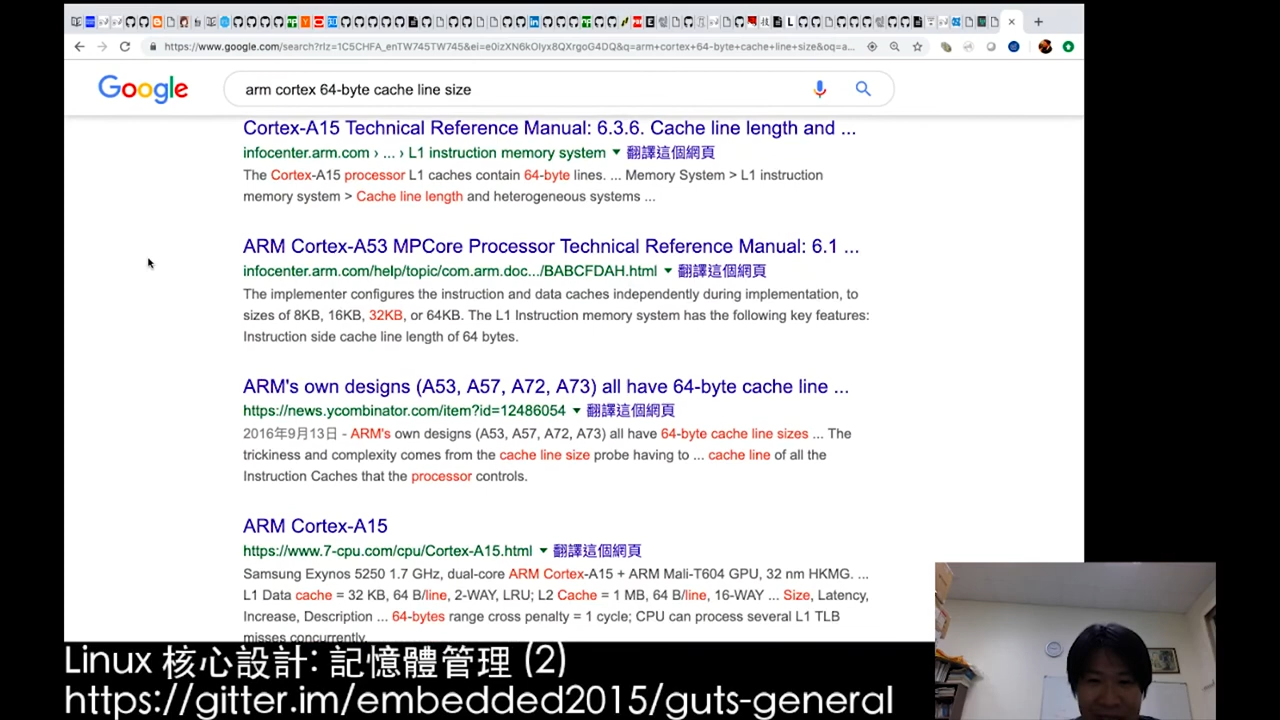 https://www.google.com/search?rlz=1C5CHFA_enTW745TW745&ei=e0izXN6kOIyx8QXrgoG4DQ&q=arm+cortex+64-byte+cache+line+size&oq=a...
Google
arm cortex 64-byte cache line size
Cortex-A15 Technical Reference Manual: 6.3.6. Cache line length and ...
infocenter.arm.com › ... › L1 instruction memory system ▼ 翻譯這個網頁
The Cortex-A15 processor L1 caches contain 64-byte lines. ... Memory System > L1 instruction
memory system > Cache line length and heterogeneous systems ...
ARM Cortex-A53 MPCore Processor Technical Reference Manual: 6.1 ...
infocenter.arm.com/help/topic/com.arm.doc.../BABCFDAH.html ▼ 翻譯這個網頁
The implementer configures the instruction and data caches independently during implementation, to
sizes of 8KB, 16KB, 32KB, or 64KB. The L1 Instruction memory system has the following key features:
Instruction side cache line length of 64 bytes.
ARM's own designs (A53, A57, A72, A73) all have 64-byte cache line ...
https://news.ycombinator.com/item?id=12486054 ▼ 翻譯這個網頁
2016年9月13日 - ARM's own designs (A53, A57, A72, A73) all have 64-byte cache line sizes ... The
trickiness and complexity comes from the cache line size probe having to ... cache line of all the
Instruction Caches that the processor controls.
ARM Cortex-A15
https://www.7-cpu.com/cpu/Cortex-A15.html ▼ 翻譯這個網頁
Samsung Exynos 5250 1.7 GHz, dual-core ARM Cortex-A15 + ARM Mali-T604 GPU, 32 nm HKMG. ...
L1 Data cache = 32 KB, 64 B/line, 2-WAY, LRU; L2 Cache = 1 MB, 64 B/line, 16-WAY ... Size, Latency,
Increase, Description ... 64-bytes range cross penalty = 1 cycle; CPU can process several L1 TLB
misses concurrently.
Linux 核心設計: 記憶體管理 (2)
https://gitter.im/embedded2015/guts-general